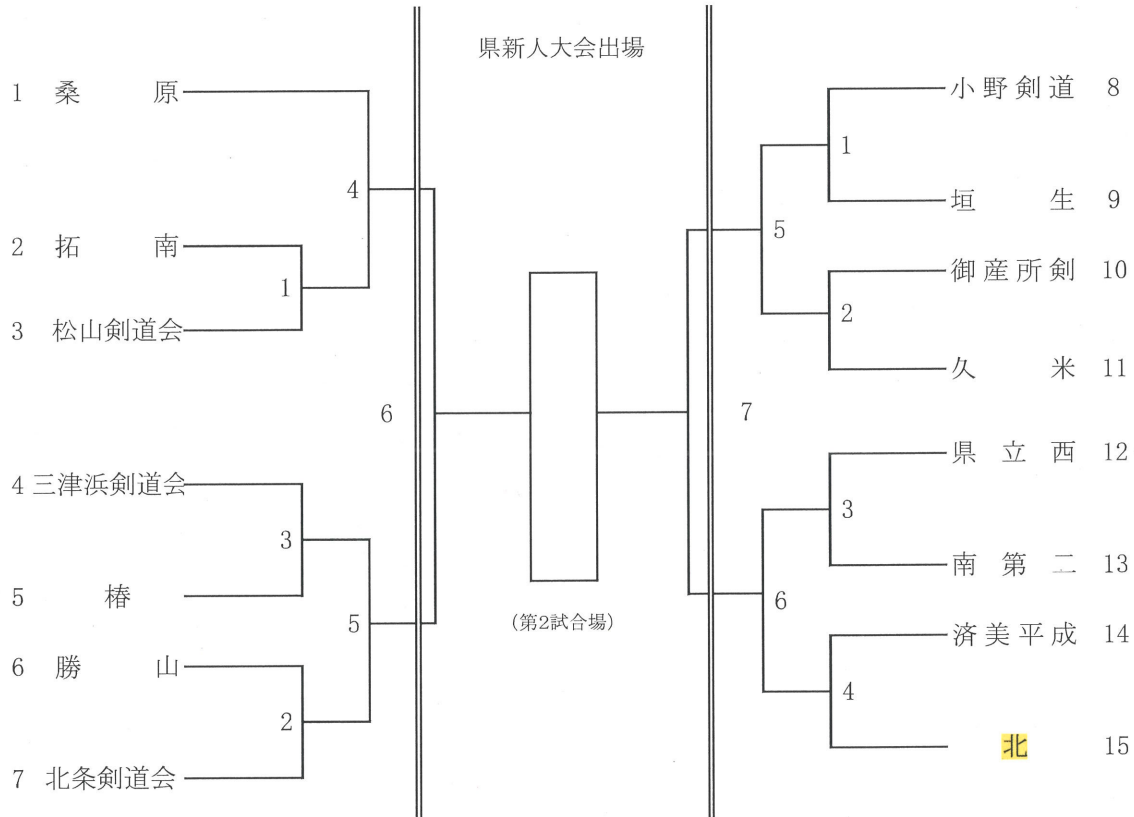 県新人大会出場
1 桑原
2 拓南
3 松山剣道会
4 三津浜剣道会
5 椿
6 勝山
7 北条剣道会
4
1
3
5
2
6
(第2試合場)
7
1
5
2
3
6
4
小野剣道 8
垣生 9
御産所剣 10
久米 11
県立西 12
南第二 13
済美平成 14
北 15